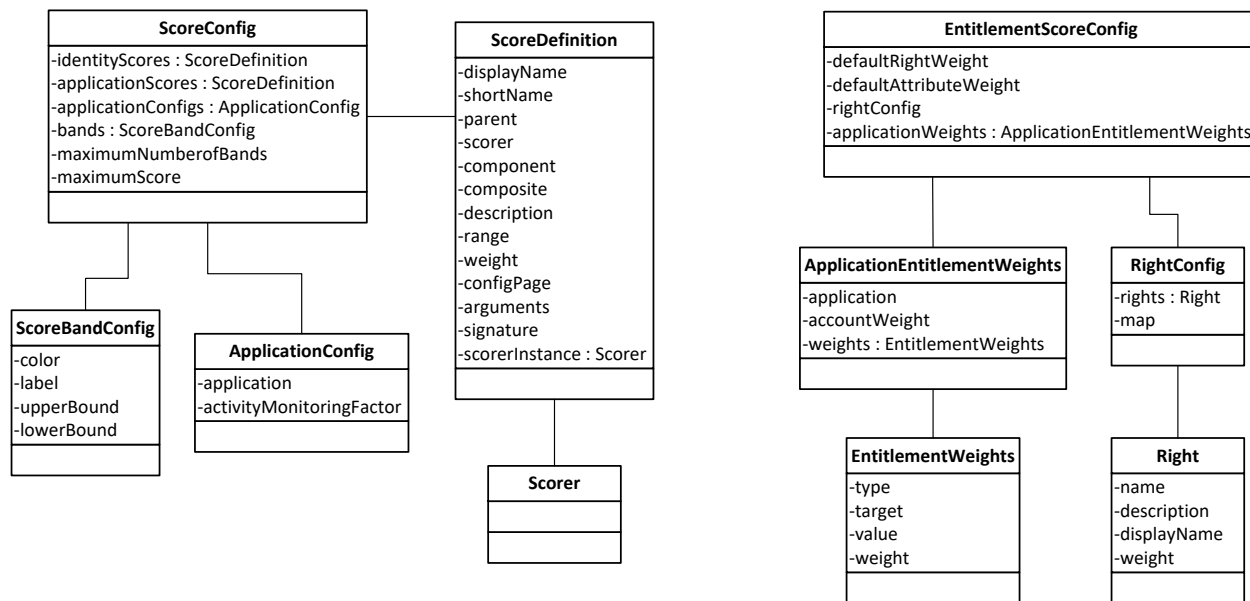 ScoreConfig
-identityScores : ScoreDefinition
-applicationScores : ScoreDefinition
-applicationConfigs : ApplicationConfig
-bands : ScoreBandConfig
-maximumNumberofBands
-maximumScore
ScoreDefinition
-displayName
-shortName
-parent
-scorer
-component
-composite
-description
-range
-weight
-configPage
-arguments
-signature
-scorerInstance : Scorer
ScoreBandConfig
-color
-label
-upperBound
-lowerBound
ApplicationConfig
-application
-activityMonitoringFactor
Scorer
EntitlementScoreConfig
-defaultRightWeight
-defaultAttributeWeight
-rightConfig
-applicationWeights : ApplicationEntitlementWeights
ApplicationEntitlementWeights
-application
-accountWeight
-weights : EntitlementWeights
RightConfig
-rights : Right
-map
EntitlementWeights
-type
-target
-value
-weight
Right
-name
-description
-displayName
-weight